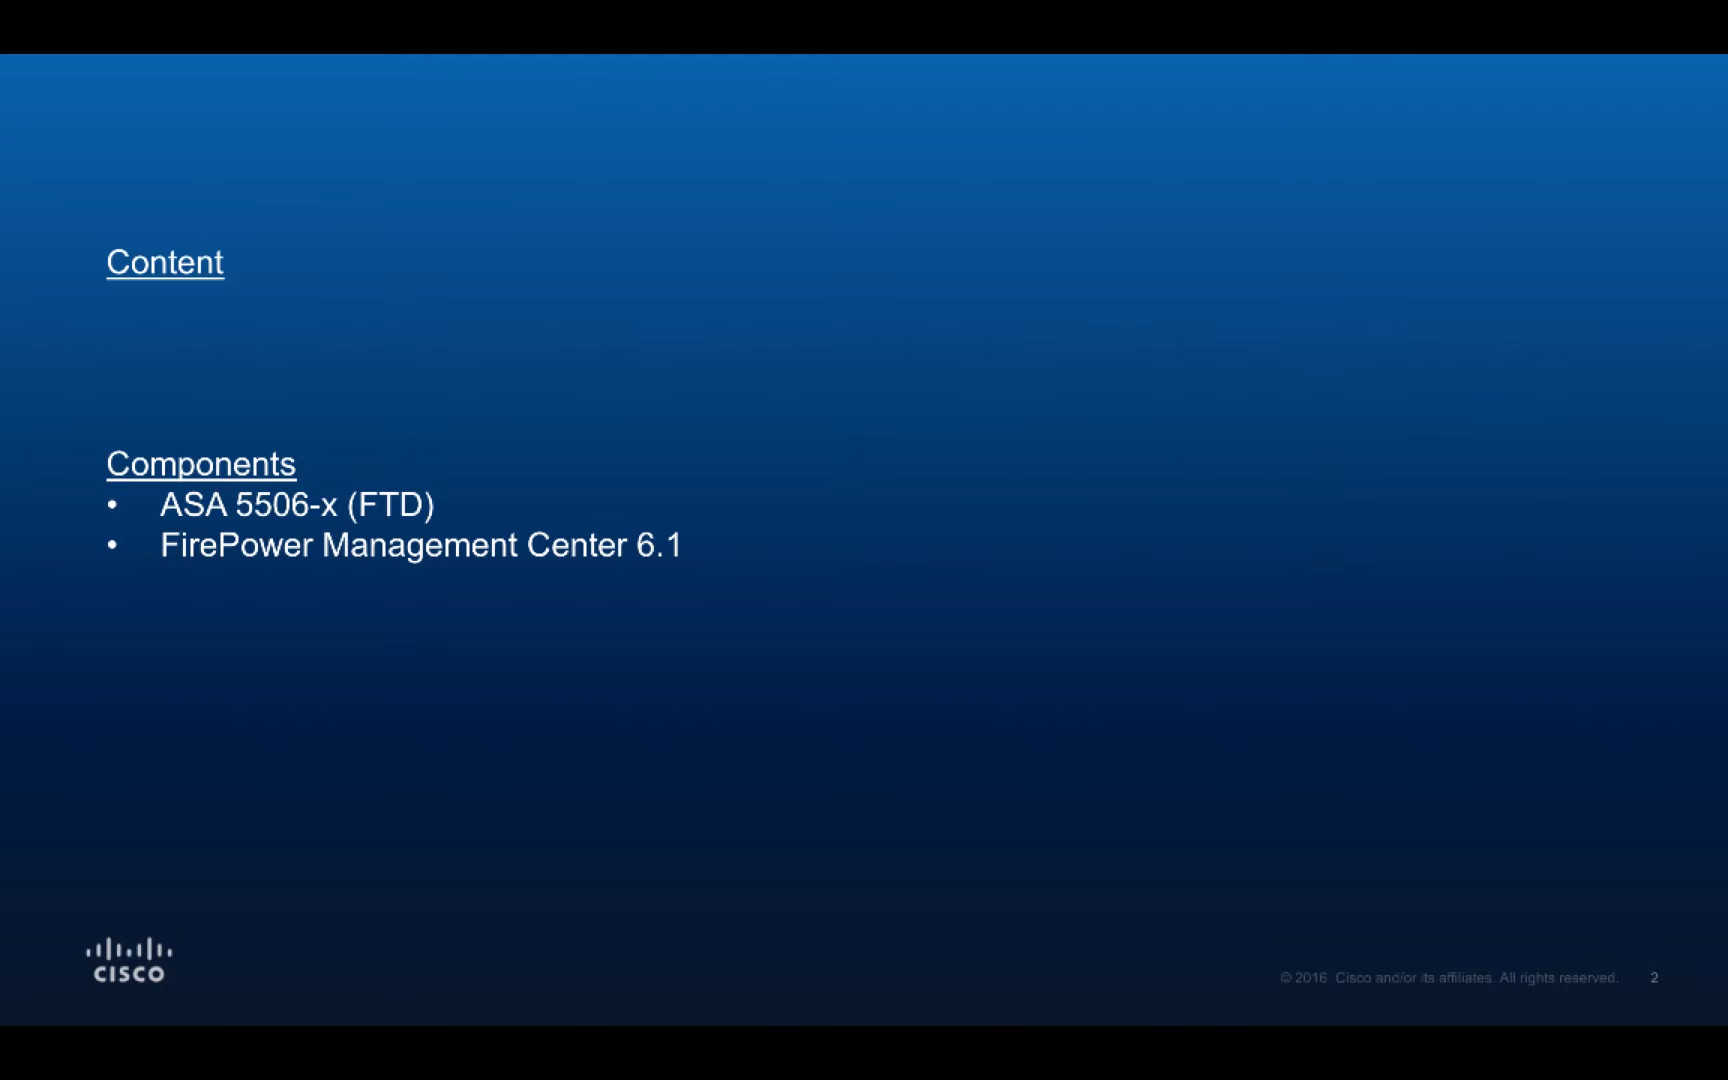 Content
Components
• ASA 5506-x (FTD)
• FirePower Management Center 6.1
CISCO
© 2016 Cisco and/or its affiliates. All rights reserved. 2